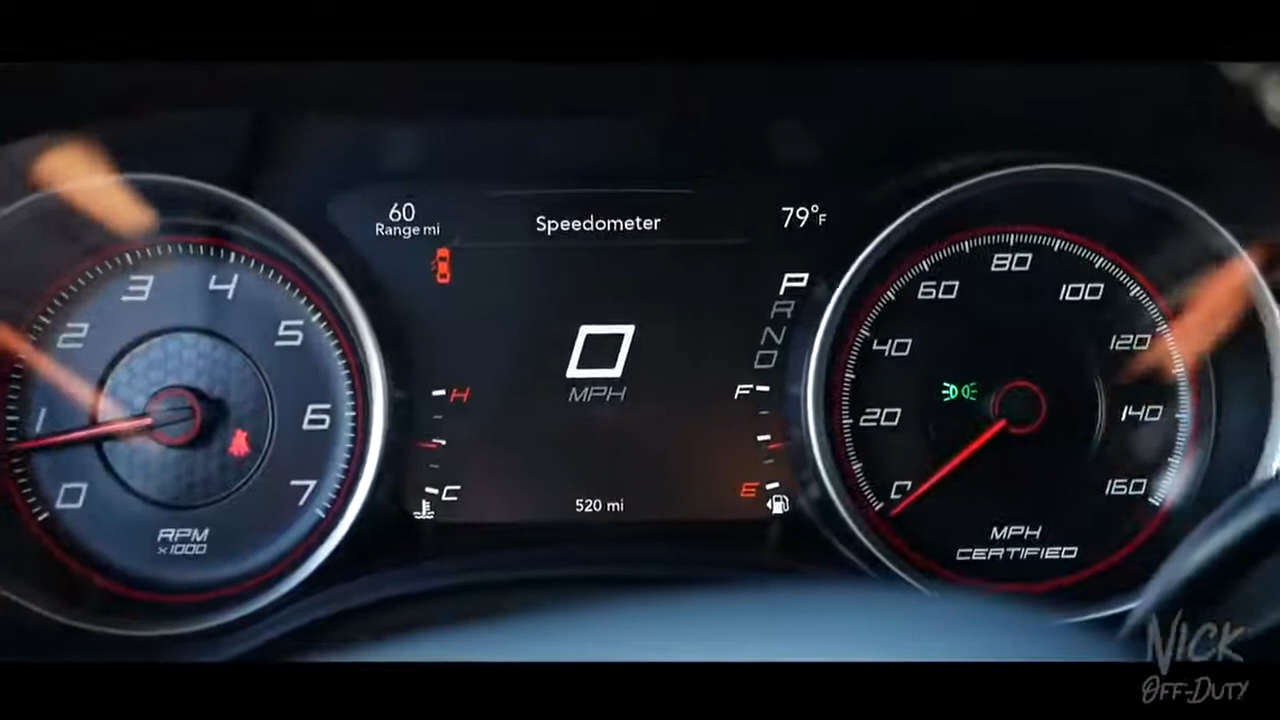 60
Range mi
Speedometer
79°F
P
R
N
D
0
MPH
H
C
F
E
520 mi
0
1
2
3
4
5
6
7
RPM
x1000
0
20
40
60
80
100
120
140
160
MPH
CERTIFIED
NICK
OFF-DUTY